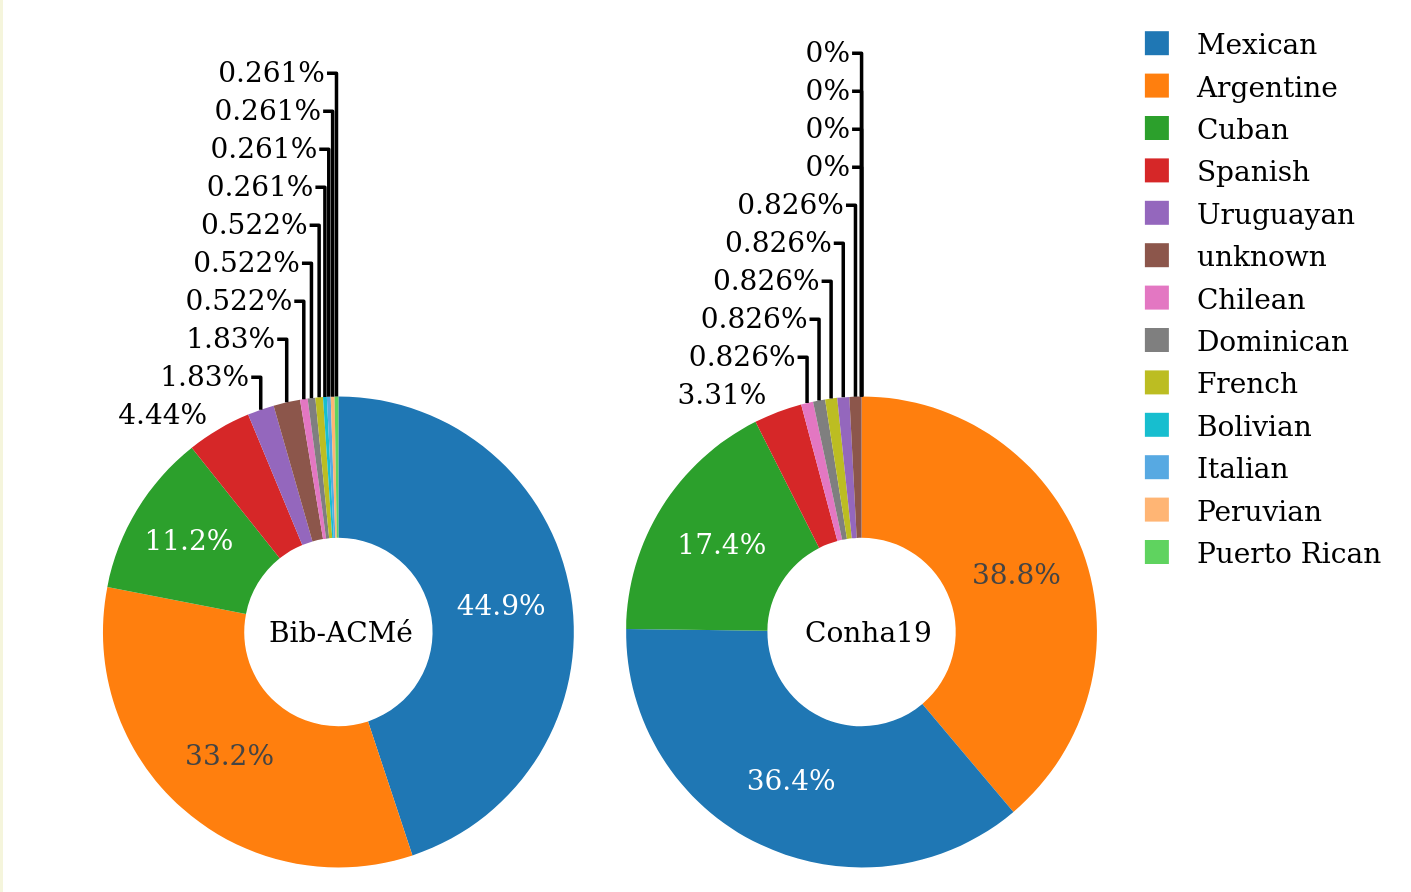 0.261%
0.261%
0.261%
0.261%
0.522%
0.522%
0.522%
1.83%
1.83%
4.44%
11.2%
44.9%
Bib-ACMé
33.2%
0%
0%
0%
0%
0.826%
0.826%
0.826%
0.826%
0.826%
3.31%
17.4%
38.8%
Conha19
36.4%
Mexican
Argentine
Cuban
Spanish
Uruguayan
unknown
Chilean
Dominican
French
Bolivian
Italian
Peruvian
Puerto Rican